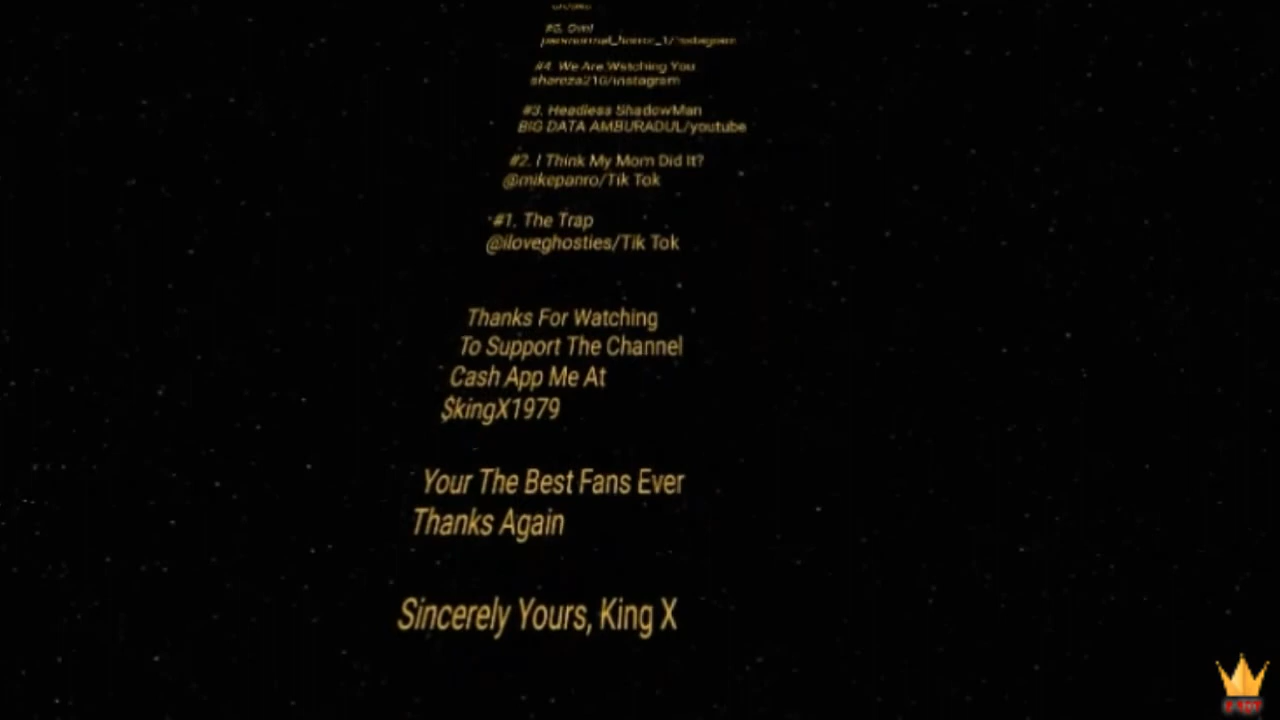 #4. We Are Watching You
shareza210/instagram
#3. Headless ShadowMan
BIG DATA AMBURADUL/youtube
#2. I Think My Mom Did It?
@mikepanro/Tik Tok
#1. The Trap
@iloveghosties/Tik Tok
Thanks For Watching
To Support The Channel
Cash App Me At
$kingX1979
Your The Best Fans Ever
Thanks Again
Sincerely Yours, King X